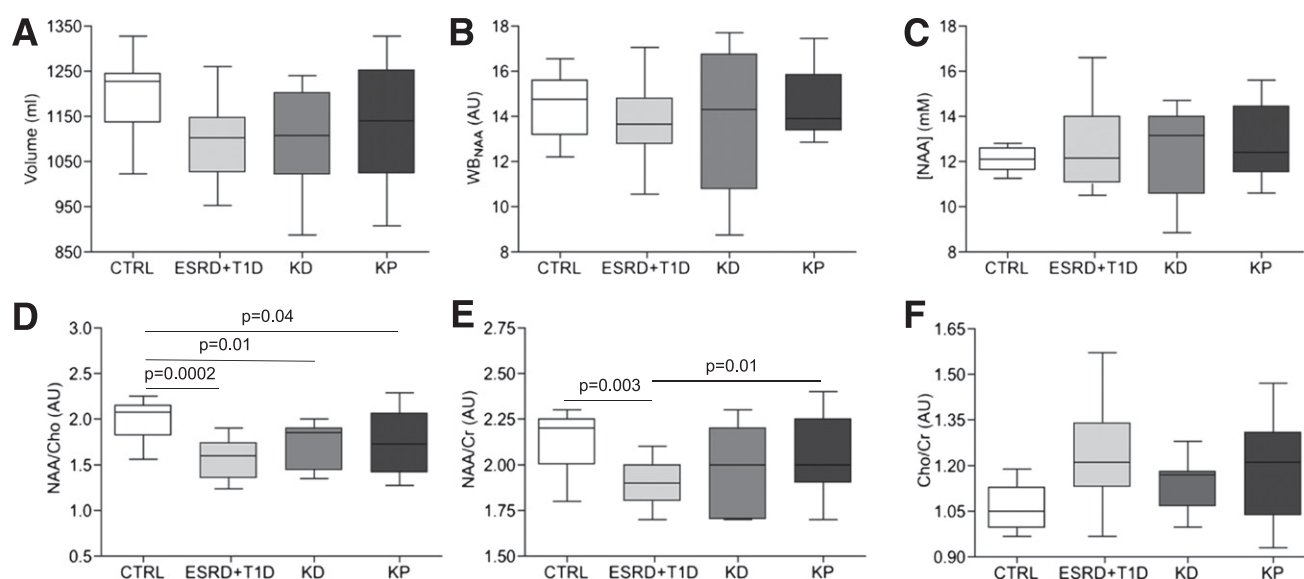 A
Volume (ml)
1350
1250
1150
1050
950
850
CTRL ESRD+T1D KD KP
B
WBNAA (AU)
18
16
14
12
10
8
CTRL ESRD+T1D KD KP
C
[NAA] (mM)
18
16
14
12
10
8
CTRL ESRD+T1D KD KP
D
NAA/Cho (AU)
3.0
2.5
2.0
1.5
1.0
0.5
p=0.04
p=0.01
p=0.0002
CTRL ESRD+T1D KD KP
E
NAA/Cr (AU)
2.75
2.50
2.25
2.00
1.75
1.50
p=0.01
p=0.003
CTRL ESRD+T1D KD KP
F
Cho/Cr (AU)
1.65
1.50
1.35
1.20
1.05
0.90
CTRL ESRD+T1D KD KP